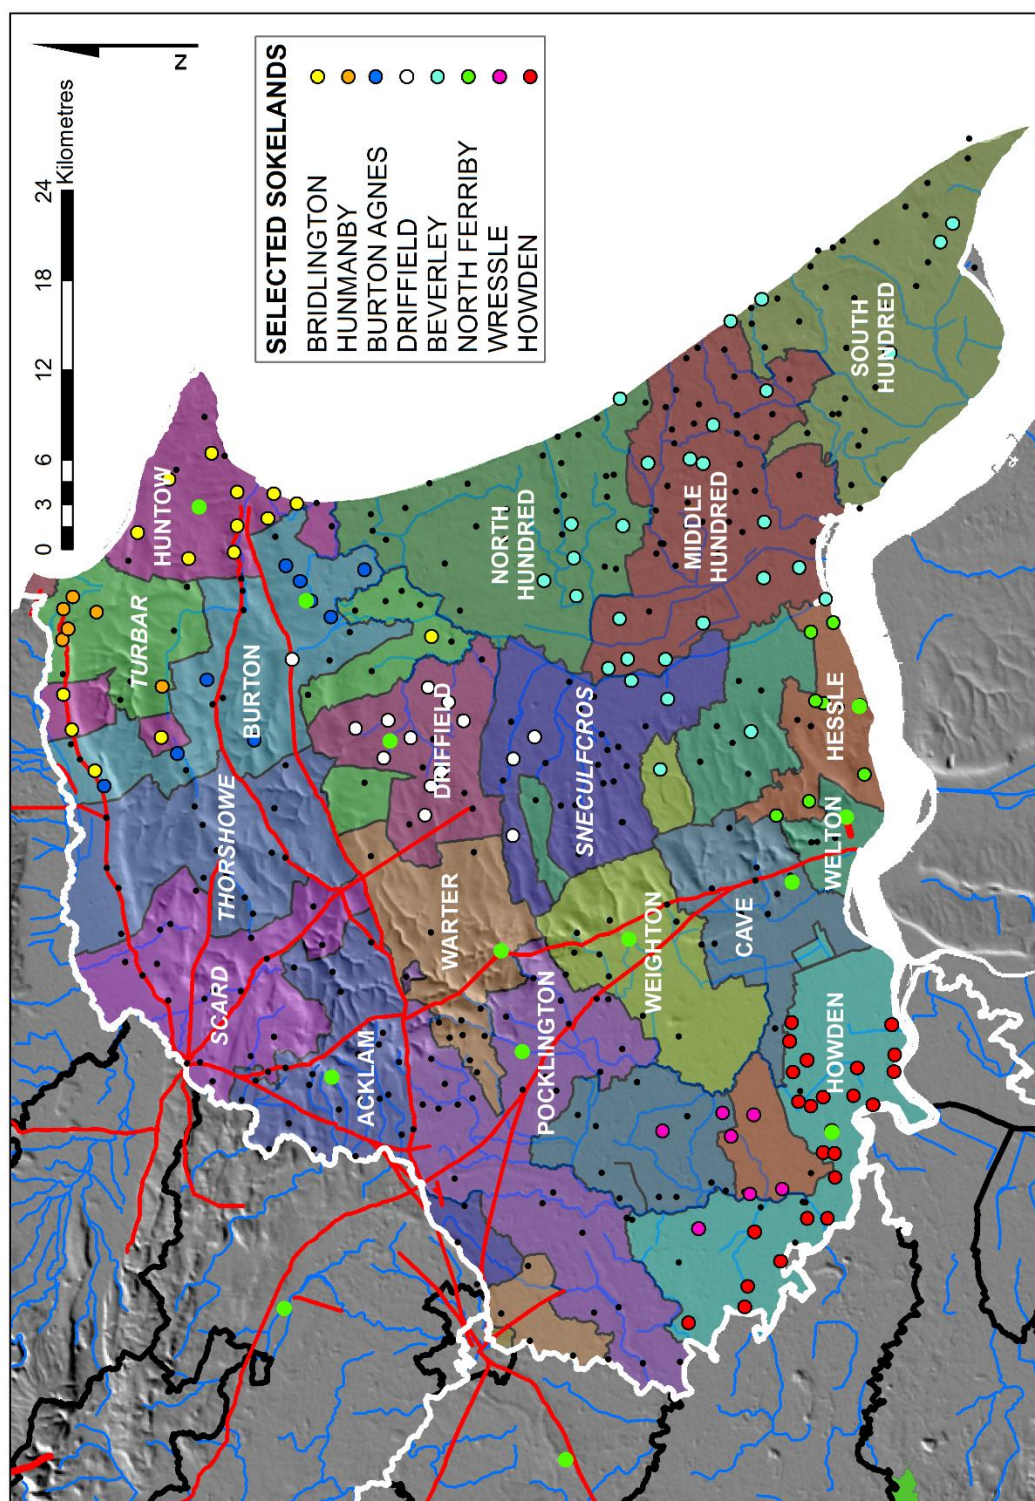 0 3 6 12 18 24
Kilometres
N
SELECTED SOKELANDS
BRIDLINGTON
HUNMANBY
BURTON AGNES
DRIFFIELD
BEVERLEY
NORTH FERRIBY
WRESSLE
HOWDEN
HUNTOW
TURBAR
BURTON
THORSHOWE
SCARD
ACKLAM
DRIFFIELD
WARTER
POCKLINGTON
NORTH
HUNDRED
SNECULFCROS
WEIGHTON
MIDDLE
HUNDRED
CAVE
HESSLE
WELTON
HOWDEN
SOUTH
HUNDRED